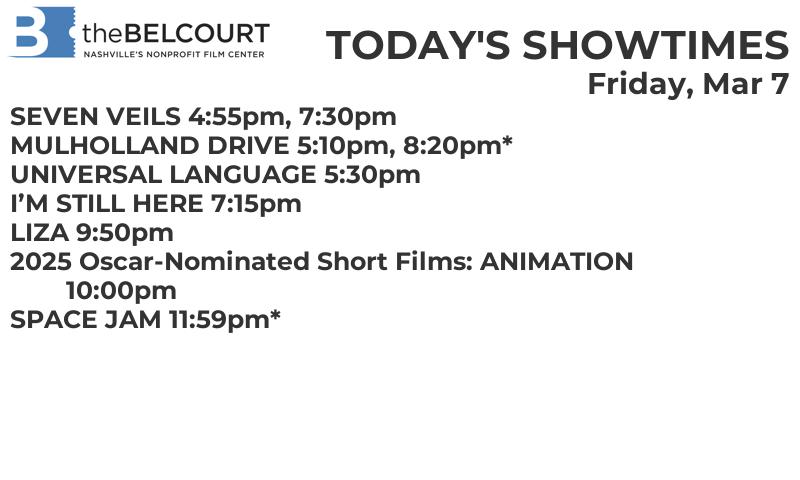 B theBELCOURT
NASHVILLE'S NONPROFIT FILM CENTER
TODAY'S SHOWTIMES
Friday, Mar 7
SEVEN VEILS 4:55pm, 7:30pm
MULHOLLAND DRIVE 5:10pm, 8:20pm*
UNIVERSAL LANGUAGE 5:30pm
I’M STILL HERE 7:15pm
LIZA 9:50pm
2025 Oscar-Nominated Short Films: ANIMATION
10:00pm
SPACE JAM 11:59pm*